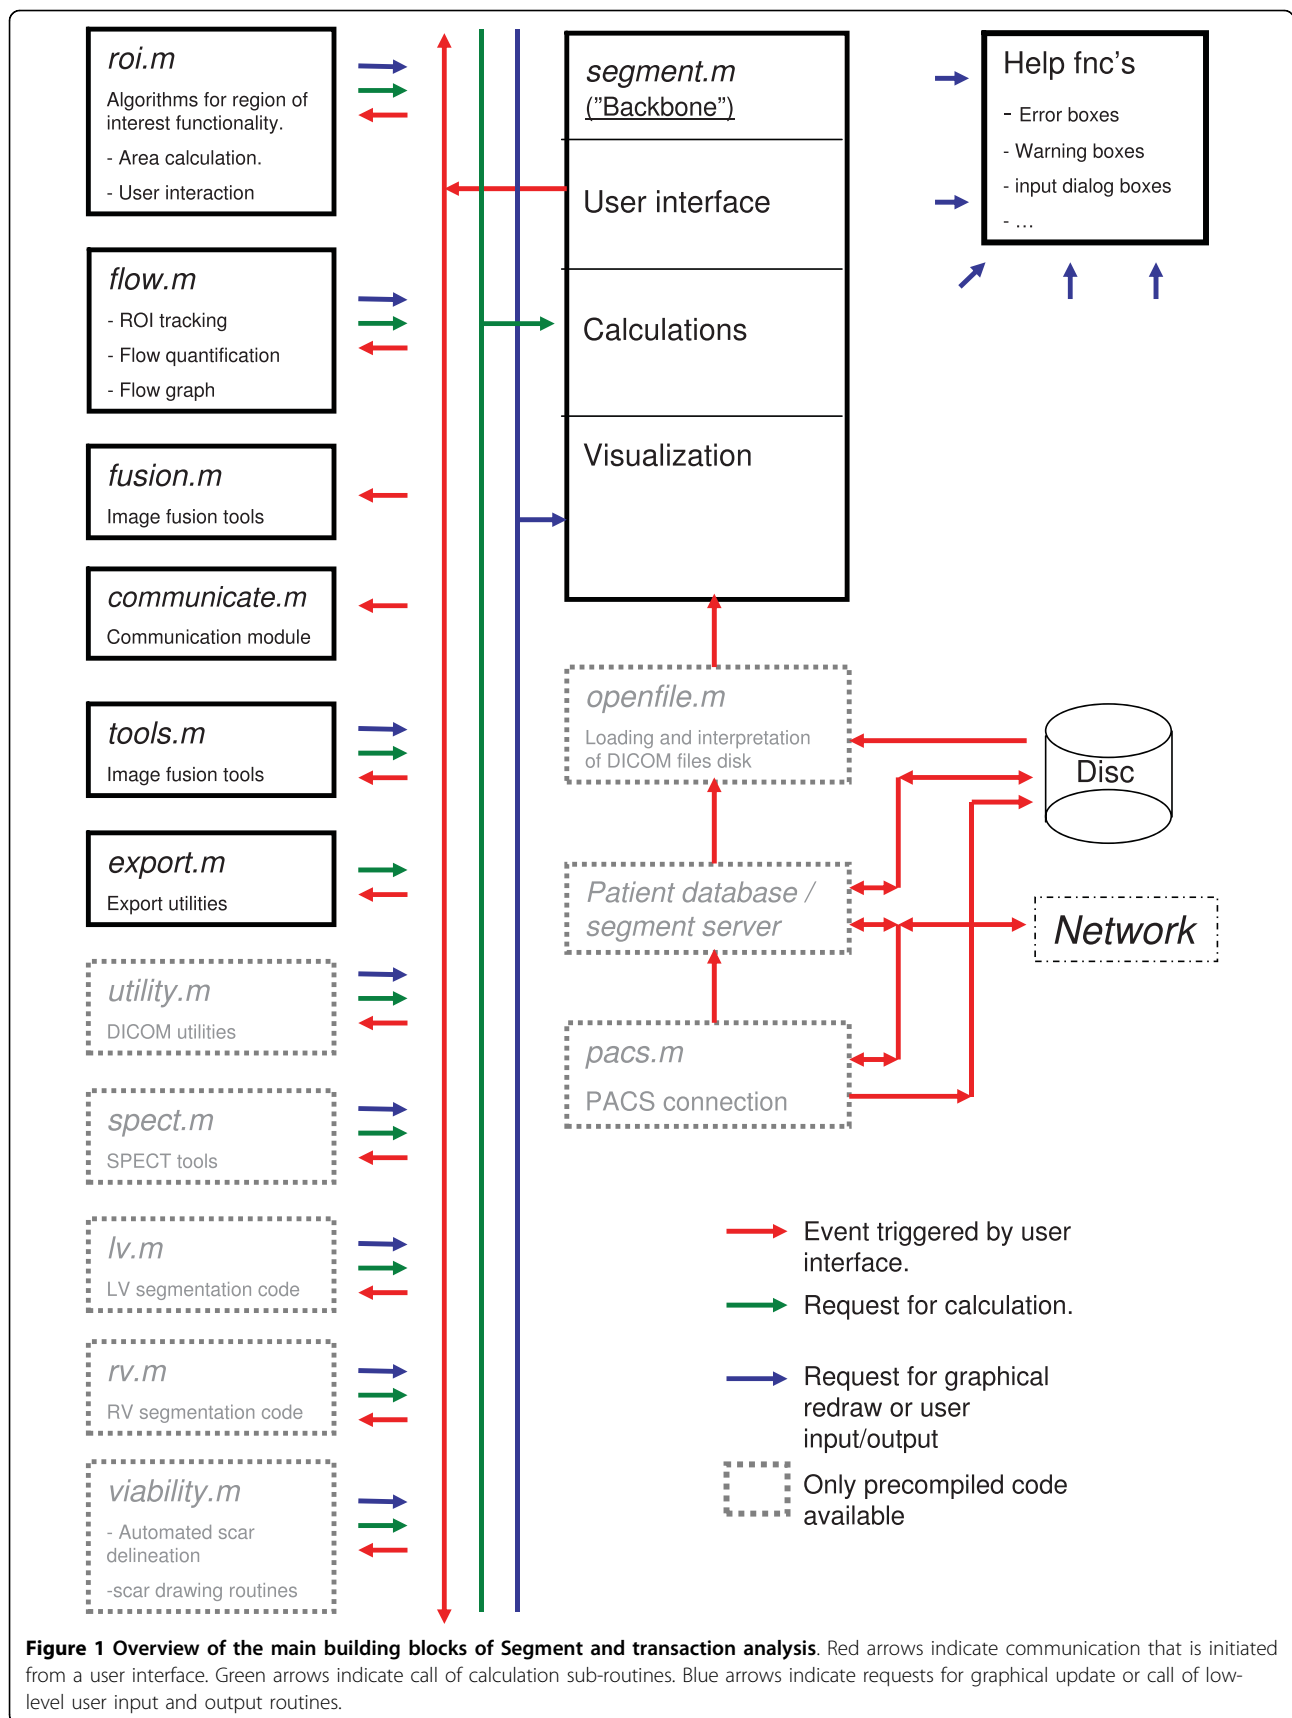 roi.m
Algorithms for region of
interest functionality.
- Area calculation.
- User interaction
flow.m
- ROI tracking
- Flow quantification
- Flow graph
fusion.m
Image fusion tools
communicate.m
Communication module
tools.m
Image fusion tools
export.m
Export utilities
utility.m
DICOM utilities
spect.m
SPECT tools
lv.m
LV segmentation code
rv.m
RV segmentation code
viability.m
- Automated scar
delineation
-scar drawing routines
segment.m
("Backbone")
User interface
Calculations
Visualization
openfile.m
Loading and interpretation
of DICOM files disk
Patient database /
segment server
pacs.m
PACS connection
Help fnc's
- Error boxes
- Warning boxes
- input dialog boxes
- ...
Disc
Network
Event triggered by user
interface.
Request for calculation.
Request for graphical
redraw or user
input/output
Only precompiled code
available
Figure 1 Overview of the main building blocks of Segment and transaction analysis. Red arrows indicate communication that is initiated
from a user interface. Green arrows indicate call of calculation sub-routines. Blue arrows indicate requests for graphical update or call of low-
level user input and output routines.